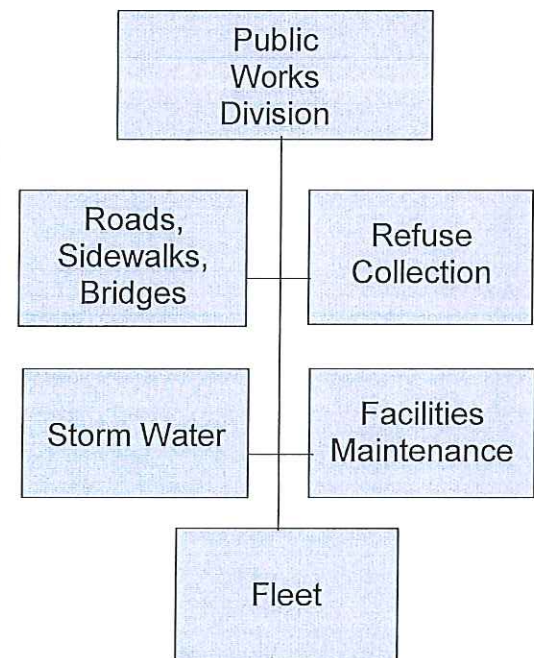 Public
Works
Division
Roads,
Sidewalks,
Bridges
Refuse
Collection
Storm Water
Facilities
Maintenance
Fleet